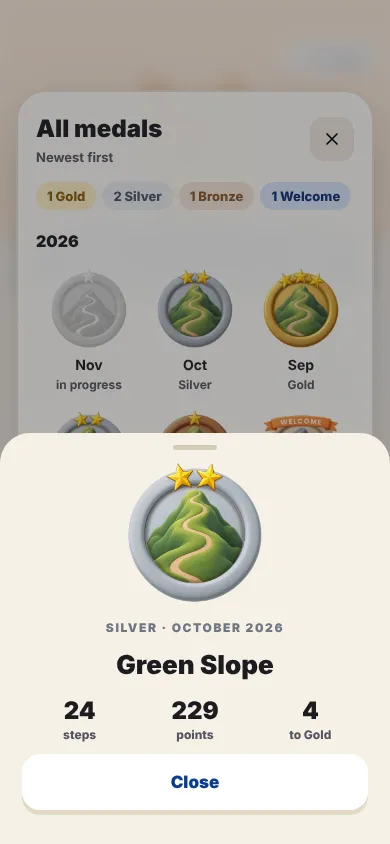 All medals
Newest first
1 Gold
2 Silver
1 Bronze
1 Welcome
2026
Nov
Oct
Sep
in progress
Silver
Gold
WELCOME
SILVER · OCTOBER 2026
Green Slope
24
229
4
steps
points
to Gold
Close